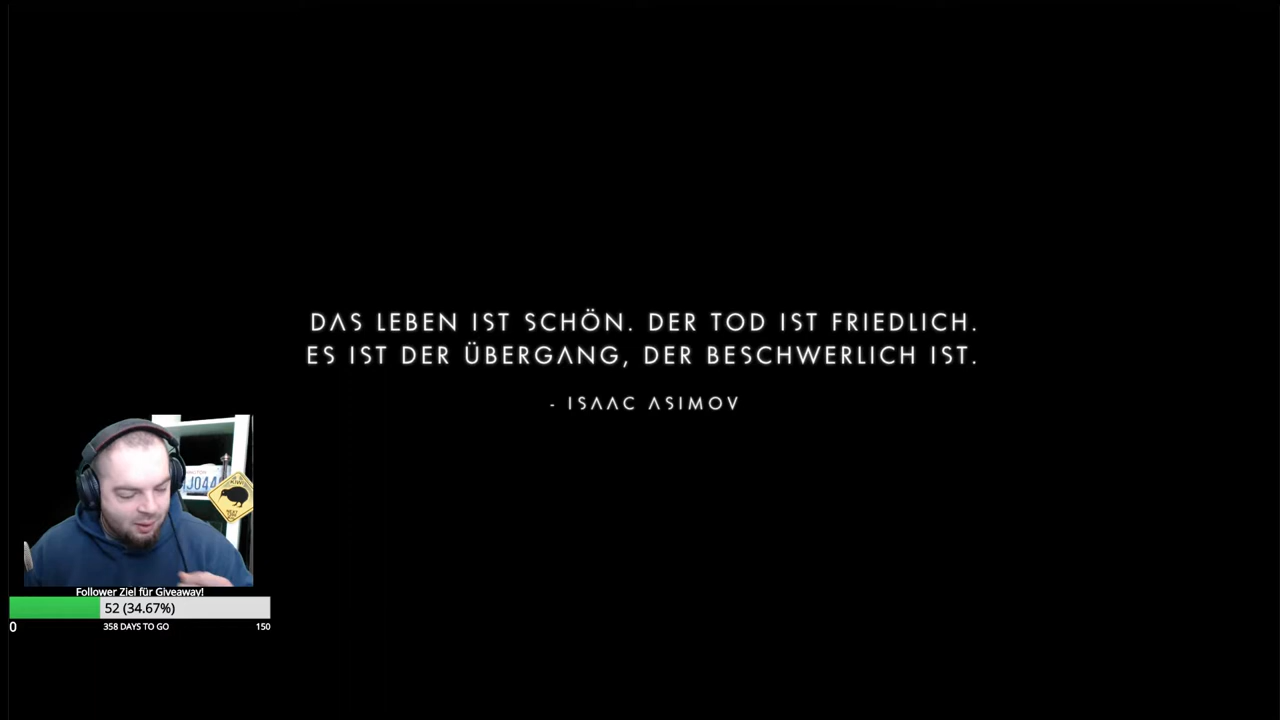 DAS LEBEN IST SCHÖN. DER TOD IST FRIEDLICH.
ES IST DER ÜBERGANG, DER BESCHWERLICH IST.
- ISAAC ASIMOV
Follower Ziel für Giveaway!
52 (34.67%)
0
358 DAYS TO GO
150